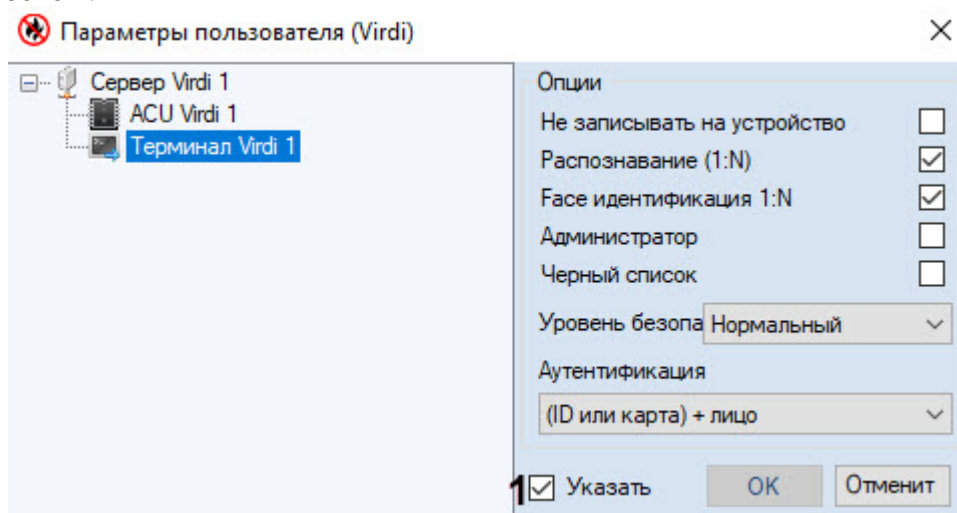 Параметры пользователя (Virdi)
Сервер Virdi 1
ACU Virdi 1
Терминал Virdi 1
Опции
Не записывать на устройство
Распознавание (1:N)
Face идентификация 1:N
Администратор
Черный список
Уровень безопа Нормальный
Аутентификация
(ID или карта) + лицо
1 Указать OK Отменит